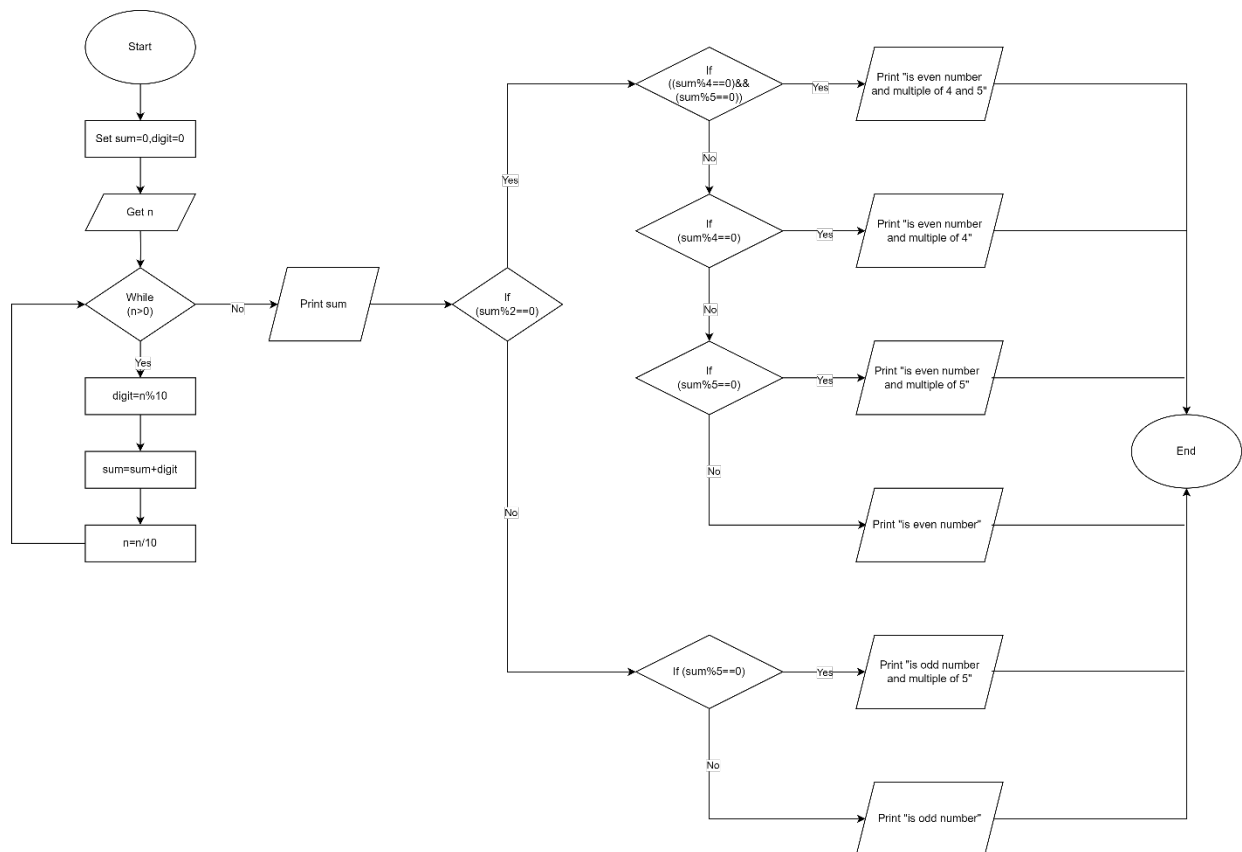 Start
Set sum=0,digit=0
Get n
While
(n>0)
Yes
digit=n%10
sum=sum+digit
n=n/10
No
Print sum
If
(sum%2==0)
Yes
If
((sum%4==0)&&
(sum%5==0))
Yes
Print "is even number
and multiple of 4 and 5"
No
If
(sum%4==0)
Yes
Print "is even number
and multiple of 4"
No
If
(sum%5==0)
Yes
Print "is even number
and multiple of 5"
No
Print "is even number"
No
If (sum%5==0)
Yes
Print "is odd number
and multiple of 5"
No
Print "is odd number"
End